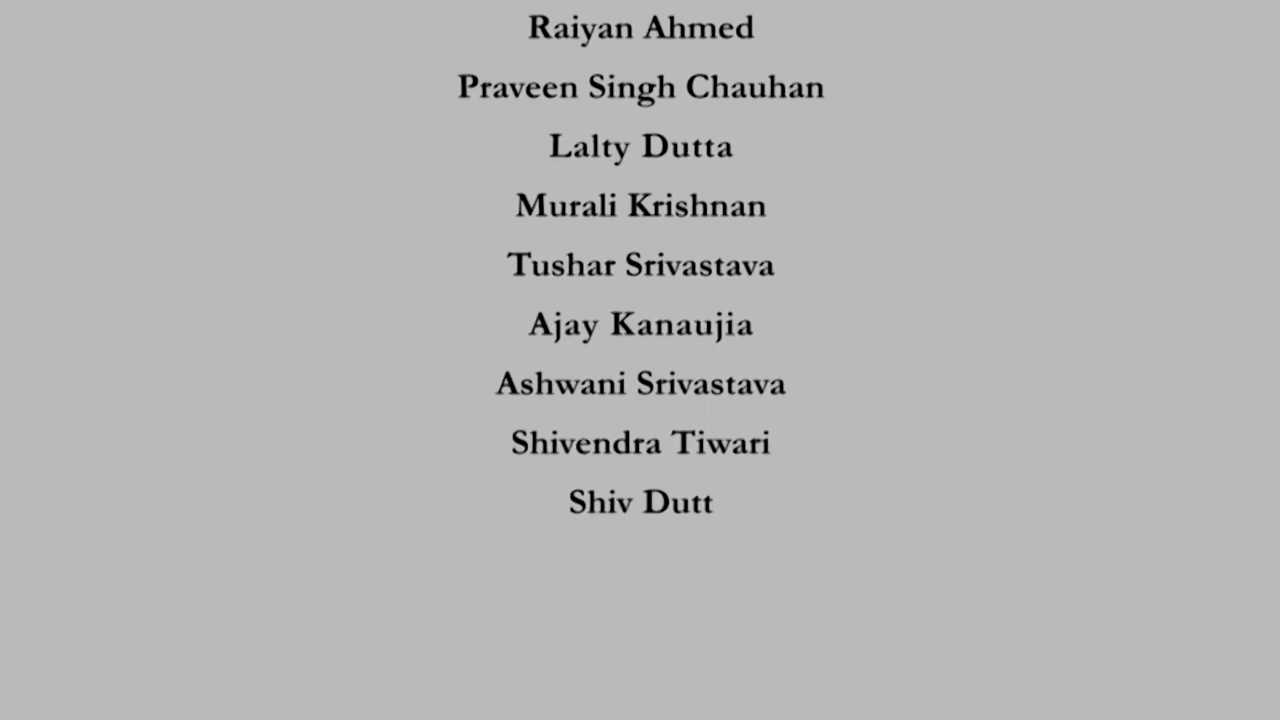 Raiyan Ahmed
Praveen Singh Chauhan
Lalty Dutta
Murali Krishnan
Tushar Srivastava
Ajay Kanaujia
Ashwani Srivastava
Shivendra Tiwari
Shiv Dutt